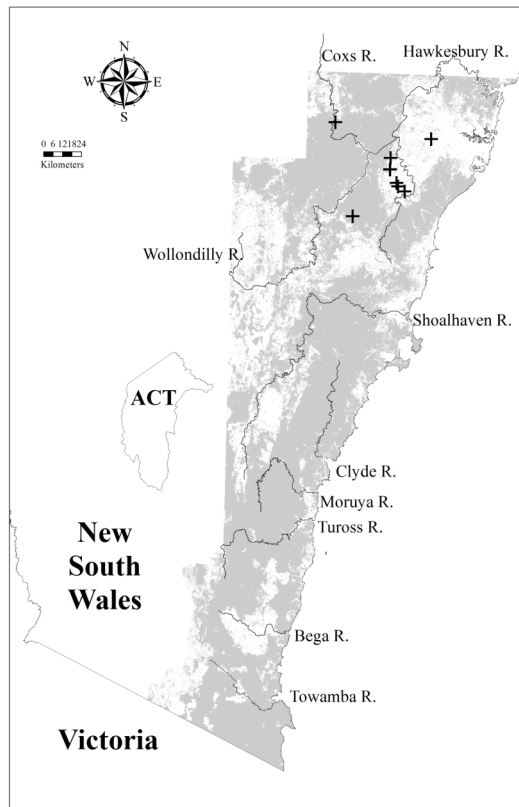 Coxs R.
Hawkesbury R.
N
W E
S
0 6 121824
Kilometers
Wollondilly R.
Shoalhaven R.
ACT
Clyde R.
Moruya R.
Tuross R.
New
South
Wales
Bega R.
Towamba R.
Victoria